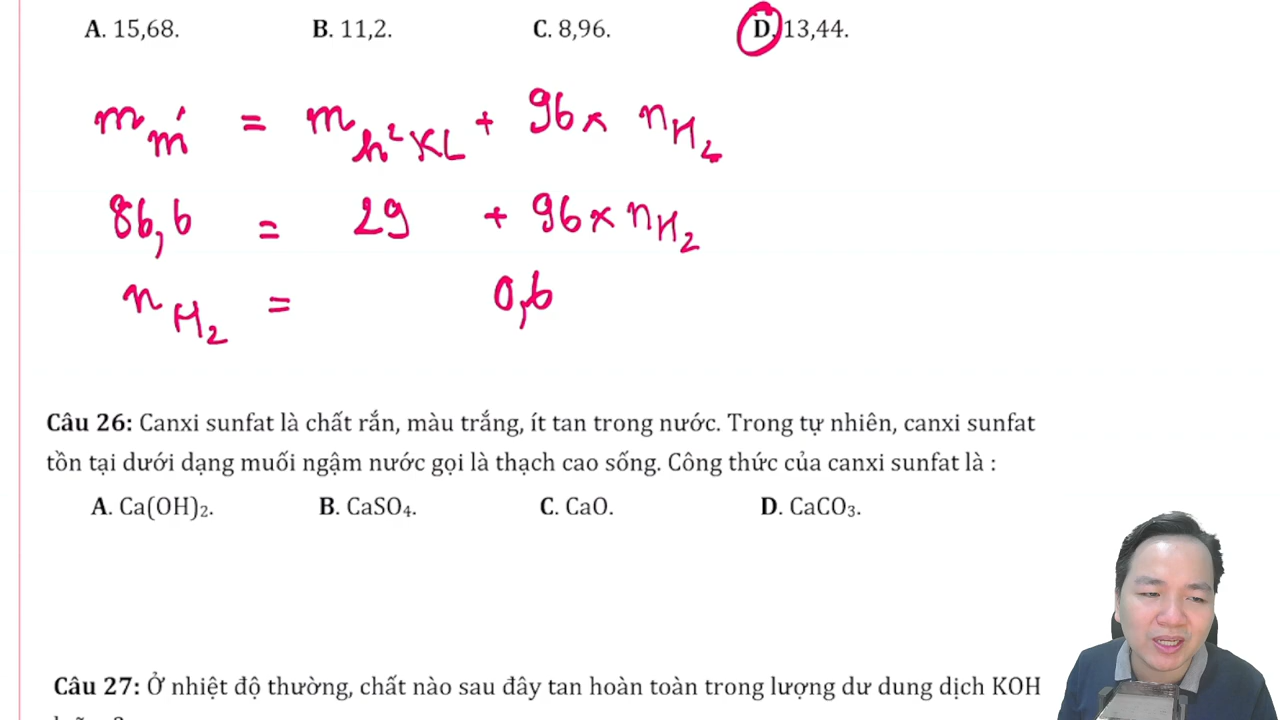 A. 15,68. B. 11,2. C. 8,96. D. 13,44.
m m' = m h² KL + 96 x n H₂
86,6 = 29 + 96 x n H₂
n H₂ = 0,6
Câu 26: Canxi sunfat là chất rắn, màu trắng, ít tan trong nước. Trong tự nhiên, canxi sunfat
tồn tại dưới dạng muối ngậm nước gọi là thạch cao sống. Công thức của canxi sunfat là :
A. Ca(OH)₂. B. CaSO₄. C. CaO. D. CaCO₃.
Câu 27: Ở nhiệt độ thường, chất nào sau đây tan hoàn toàn trong lượng dư dung dịch KOH